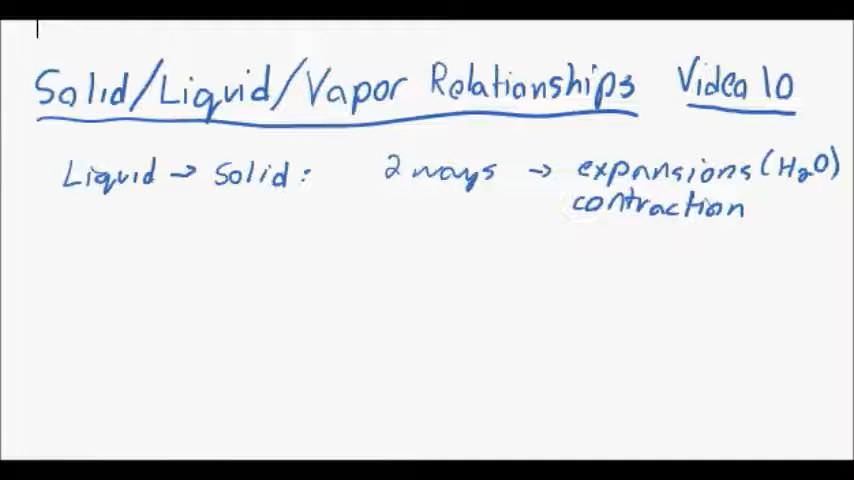 Solid/Liquid/Vapor Relationships Video 10
Liquid → Solid: 2 ways → expansions (H₂O)
contraction